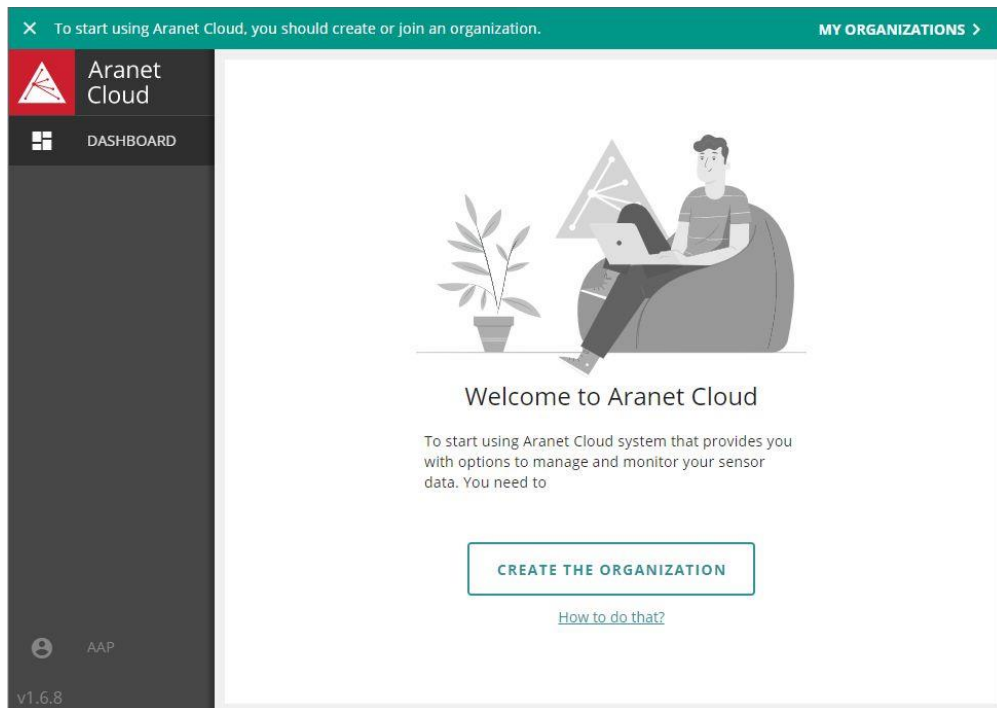 To start using Aranet Cloud, you should create or join an organization.
MY ORGANIZATIONS
Aranet
Cloud
DASHBOARD
Welcome to Aranet Cloud
To start using Aranet Cloud system that provides you
with options to manage and monitor your sensor
data. You need to
CREATE THE ORGANIZATION
How to do that?
AAP
v1.6.8